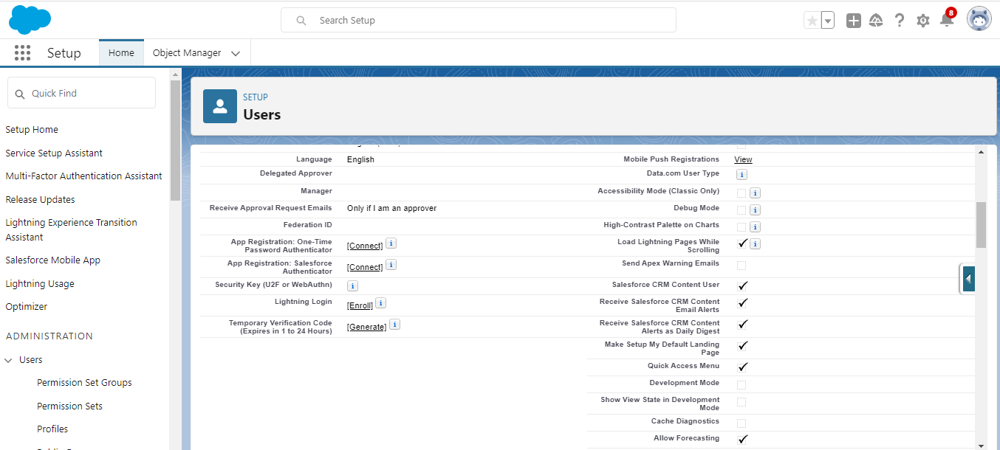 Search Setup
8
Setup
Home
Object Manager
Quick Find
Setup Home
Service Setup Assistant
Multi-Factor Authentication Assistant
Release Updates
Lightning Experience Transition
Assistant
Salesforce Mobile App
Lightning Usage
Optimizer
ADMINISTRATION
Users
Permission Set Groups
Permission Sets
Profiles
SETUP
Users
Language English
Delegated Approver
Manager
Receive Approval Request Emails Only if I am an approver
Federation ID
App Registration: One-Time
Password Authenticator [Connect] i
App Registration: Salesforce
Authenticator [Connect] i
Security Key (U2F or WebAuthn) i
Lightning Login [Enroll] i
Temporary Verification Code
(Expires in 1 to 24 Hours) [Generate] i
Mobile Push Registrations View
Data.com User Type i
Accessibility Mode (Classic Only) i
Debug Mode i
High-Contrast Palette on Charts i
Load Lightning Pages While
Scrolling i
Send Apex Warning Emails
Salesforce CRM Content User
Receive Salesforce CRM Content
Email Alerts
Receive Salesforce CRM Content
Alerts as Daily Digest
Make Setup My Default Landing
Page
Quick Access Menu
Development Mode
Show View State in Development
Mode
Cache Diagnostics
Allow Forecasting